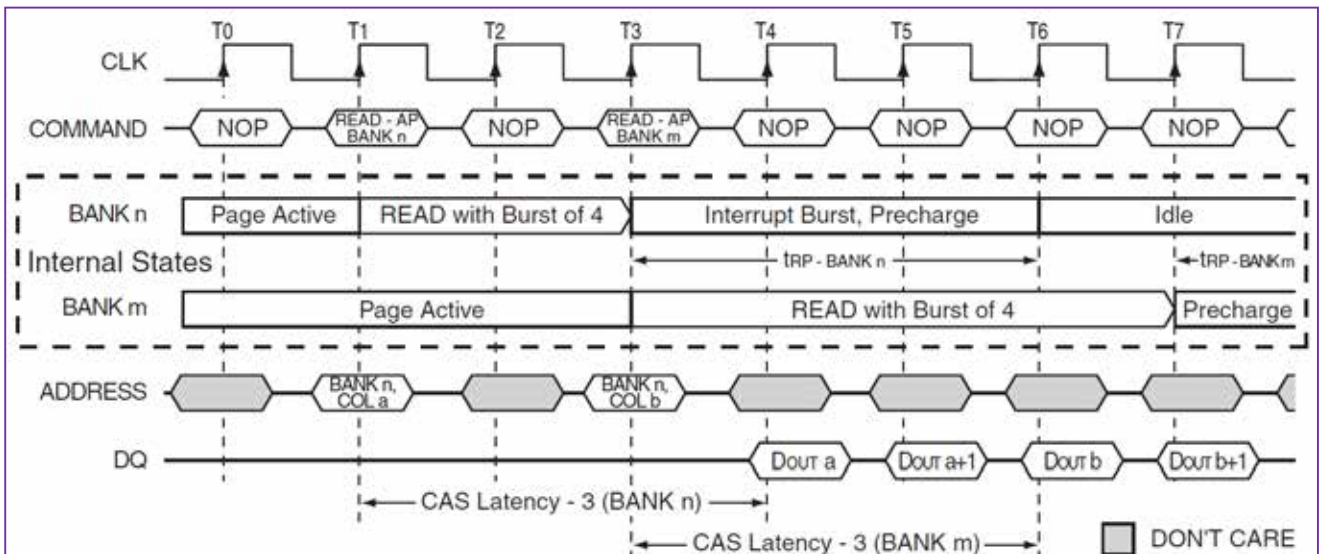 T0 T1 T2 T3 T4 T5 T6 T7
CLK
COMMAND NOP READ - AP BANK n NOP READ - AP BANK m NOP NOP NOP NOP
BANK n Page Active READ with Burst of 4 Interrupt Burst, Precharge Idle
Internal States tRP - BANK n tRP - BANK m
BANK m Page Active READ with Burst of 4 Precharge
ADDRESS BANK n, COL a BANK n, COL b
DQ DOUT a DOUT a+1 DOUT b DOUT b+1
CAS Latency - 3 (BANK n)
CAS Latency - 3 (BANK m) DON'T CARE